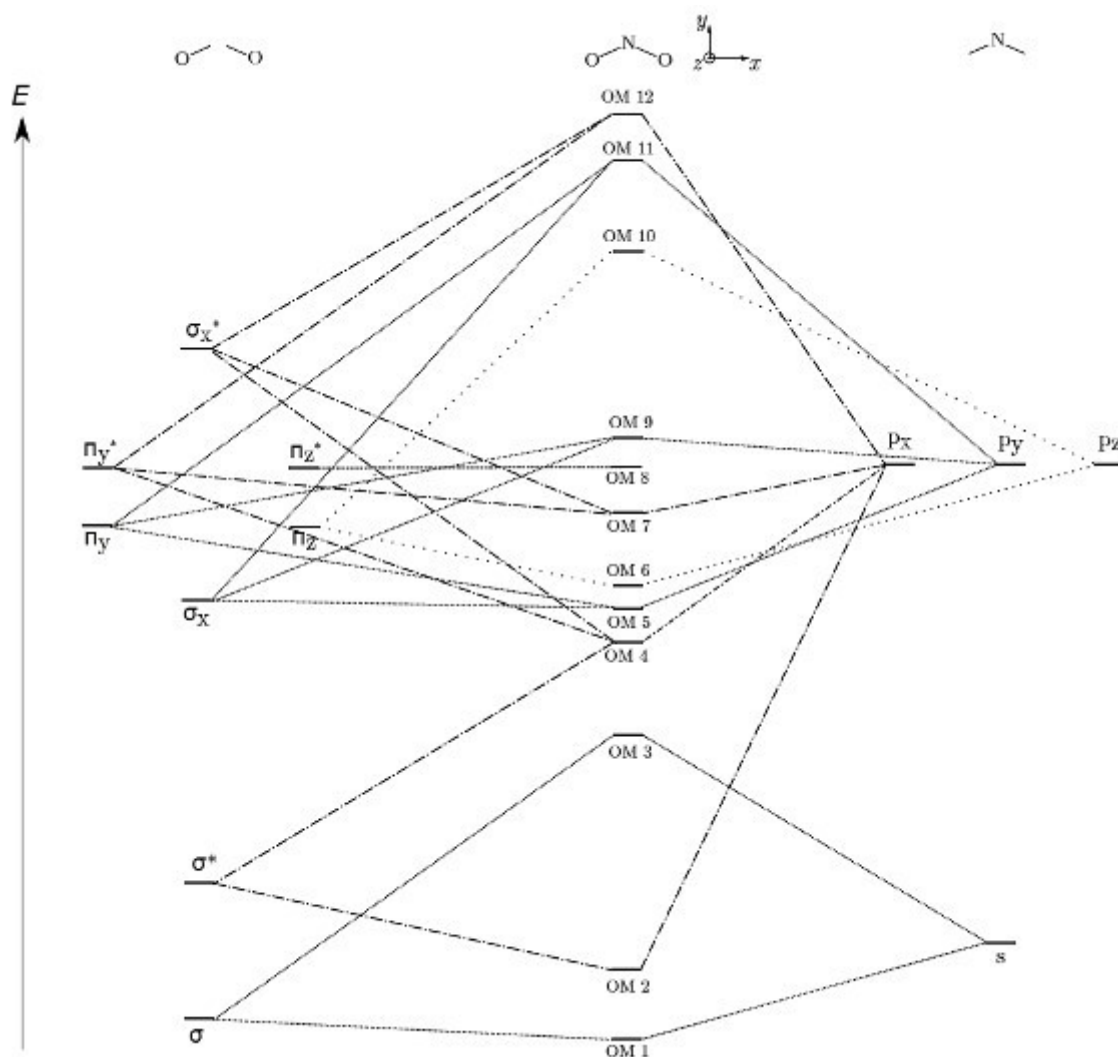 O O
O N O
y
z x
N
E
OM 12
OM 11
OM 10
σx*
OM 9
πy*
πz*
OM 8
px
py
pz
πy
πz
OM 7
OM 6
σx
OM 5
OM 4
OM 3
σ*
s
OM 2
σ
OM 1